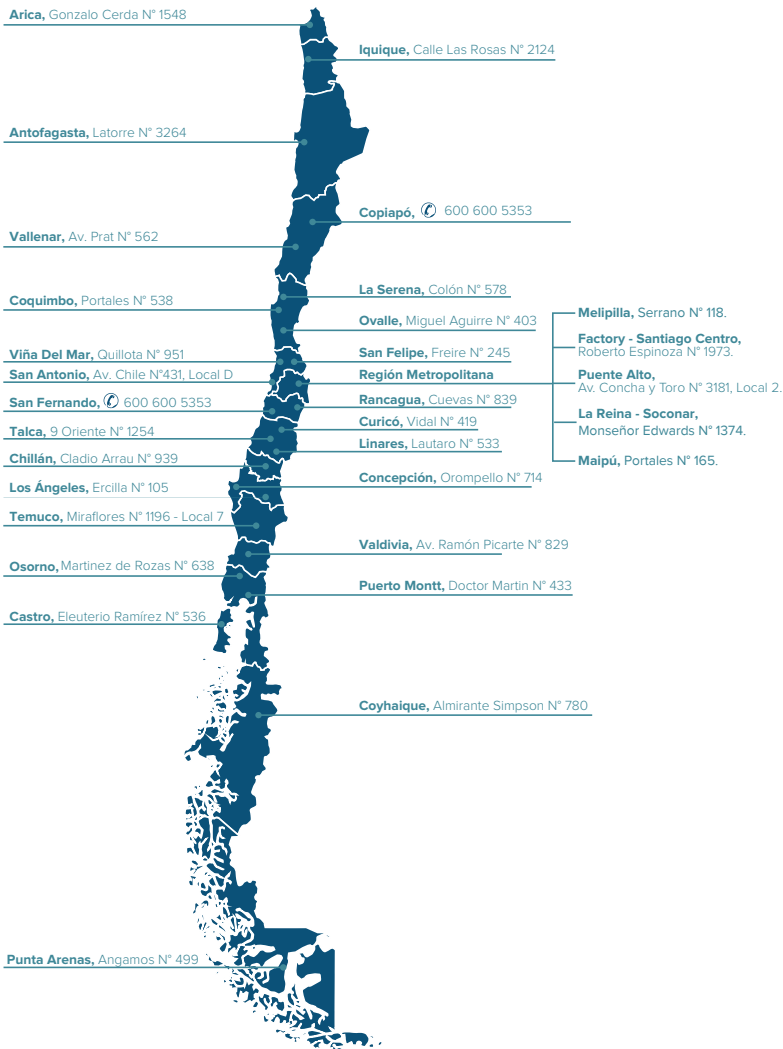 Arica, Gonzalo Cerda N° 1548
Iquique, Calle Las Rosas N° 2124
Antofagasta, Latorre N° 3264
Copiapó, 600 600 5353
Vallenar, Av. Prat N° 562
La Serena, Colón N° 578
Coquimbo, Portales N° 538
Ovalle, Miguel Aguirre N° 403
Viña Del Mar, Quillota N° 951
San Felipe, Freire N° 245
San Antonio, Av. Chile N°431, Local D
Región Metropolitana
Melipilla, Serrano N° 118.
Factory - Santiago Centro,
Roberto Espinoza N° 1973.
Puente Alto,
Av. Concha y Toro N° 3181, Local 2.
La Reina - Soconar,
Monseñor Edwards N° 1374.
Maipú, Portales N° 165.
San Fernando, 600 600 5353
Rancagua, Cuevas N° 839
Curicó, Vidal N° 419
Talca, 9 Oriente N° 1254
Linares, Lautaro N° 533
Chillán, Cladio Arrau N° 939
Concepción, Orompello N° 714
Los Ángeles, Ercilla N° 105
Temuco, Miraflores N° 1196 - Local 7
Valdivia, Av. Ramón Picarte N° 829
Osorno, Martinez de Rozas N° 638
Puerto Montt, Doctor Martin N° 433
Castro, Eleuterio Ramírez N° 536
Coyhaique, Almirante Simpson N° 780
Punta Arenas, Angamos N° 499